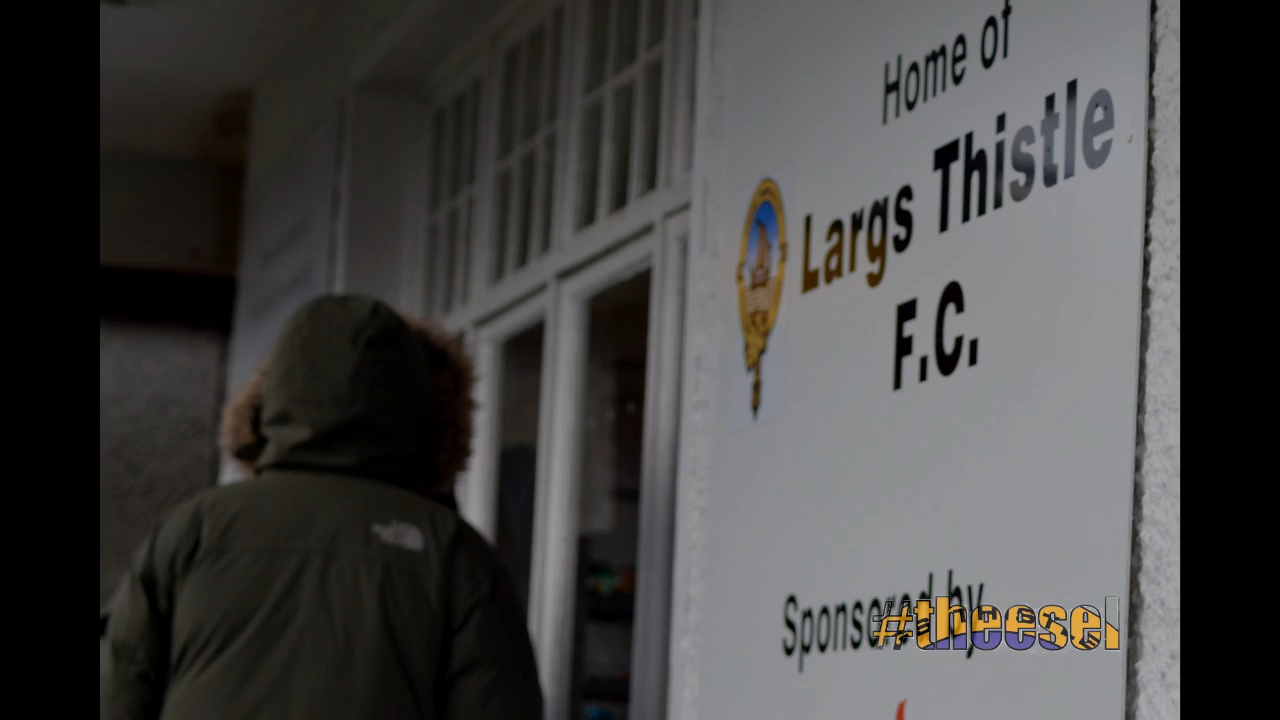 Home of
Largs Thistle
F.C.
Sponsored by
#theesel